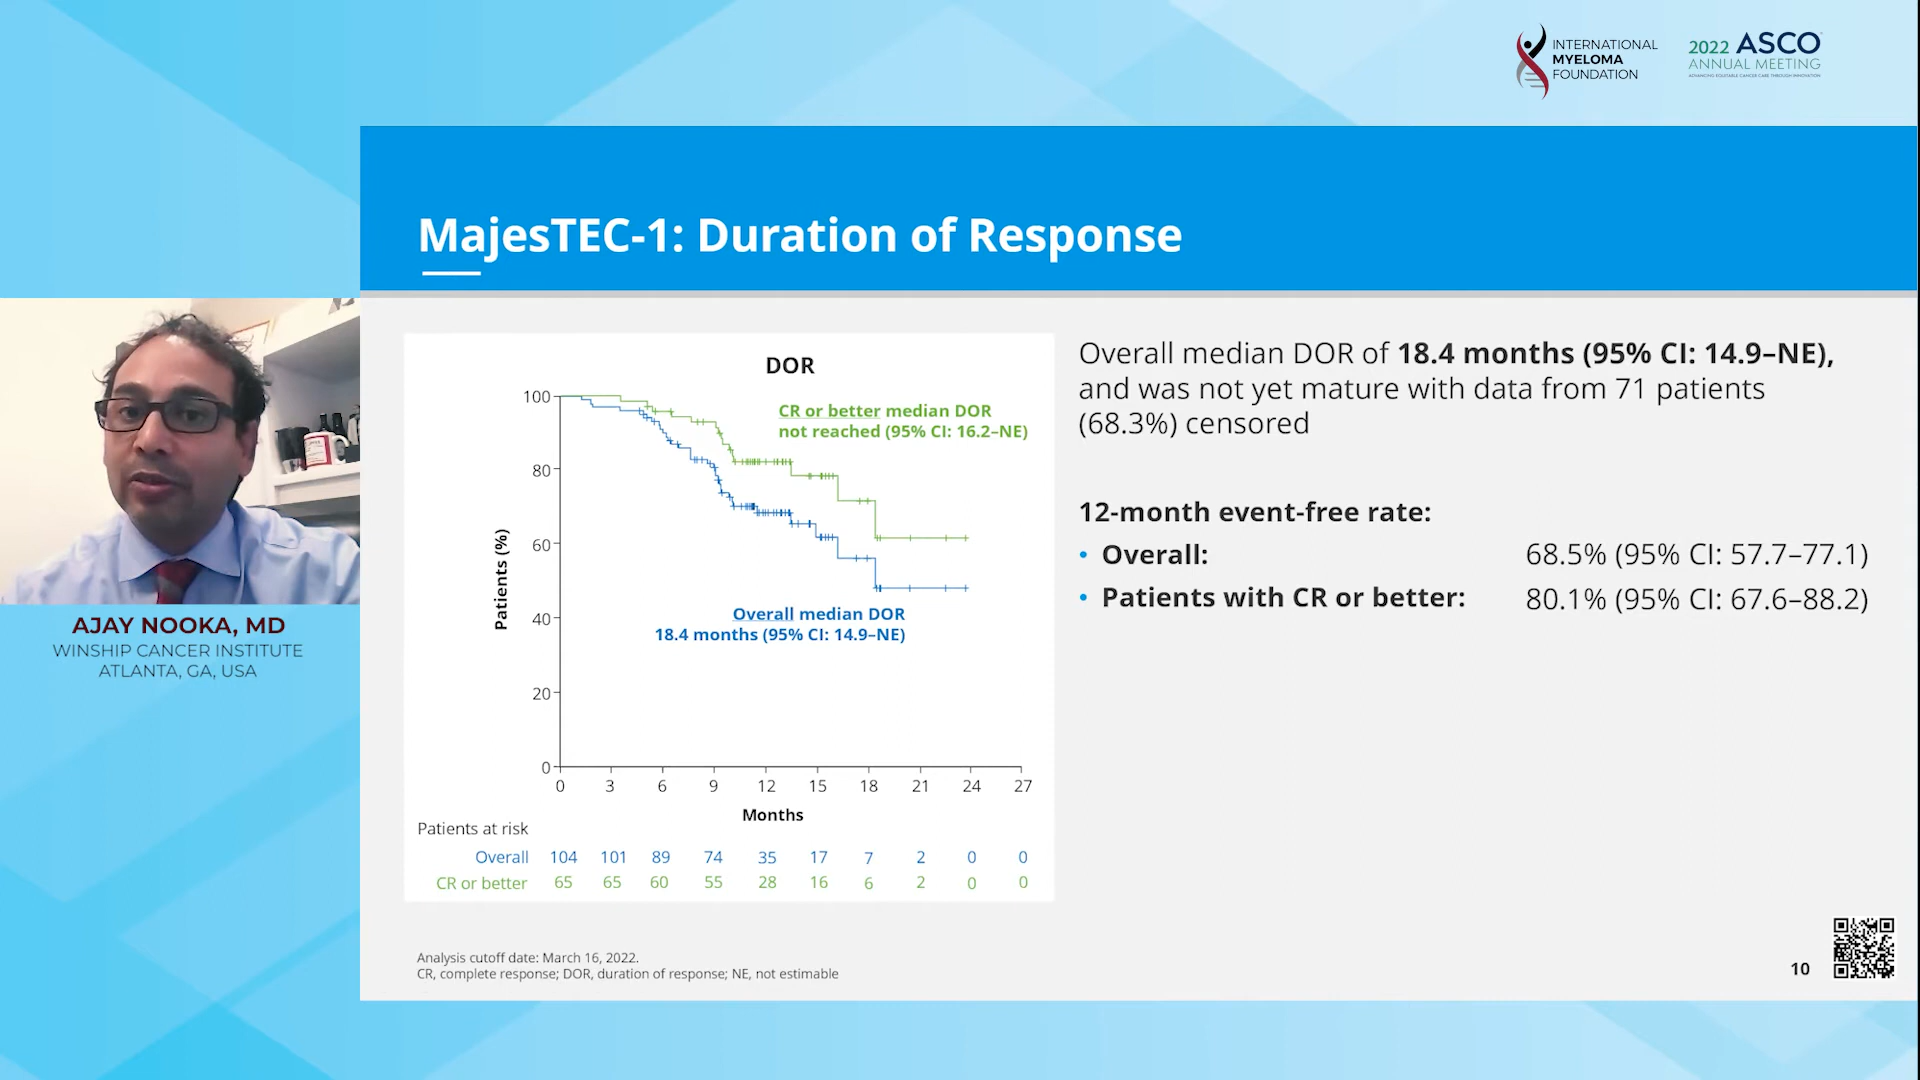 INTERNATIONAL
MYELOMA
FOUNDATION
2022 ASCO
ANNUAL MEETING
ADVANCING EQUITABLE CANCER CARE THROUGH INNOVATION
MajesTEC-1: Duration of Response
AJAY NOOKA, MD
WINSHIP CANCER INSTITUTE
ATLANTA, GA, USA
DOR
100
80
60
40
20
0
Patients (%)
CR or better median DOR
not reached (95% CI: 16.2–NE)
Overall median DOR
18.4 months (95% CI: 14.9–NE)
0 3 6 9 12 15 18 21 24 27
Months
Patients at risk
Overall 104 101 89 74 35 17 7 2 0 0
CR or better 65 65 60 55 28 16 6 2 0 0
Overall median DOR of 18.4 months (95% CI: 14.9–NE),
and was not yet mature with data from 71 patients
(68.3%) censored
12-month event-free rate:
• Overall: 68.5% (95% CI: 57.7–77.1)
• Patients with CR or better: 80.1% (95% CI: 67.6–88.2)
Analysis cutoff date: March 16, 2022.
CR, complete response; DOR, duration of response; NE, not estimable
10